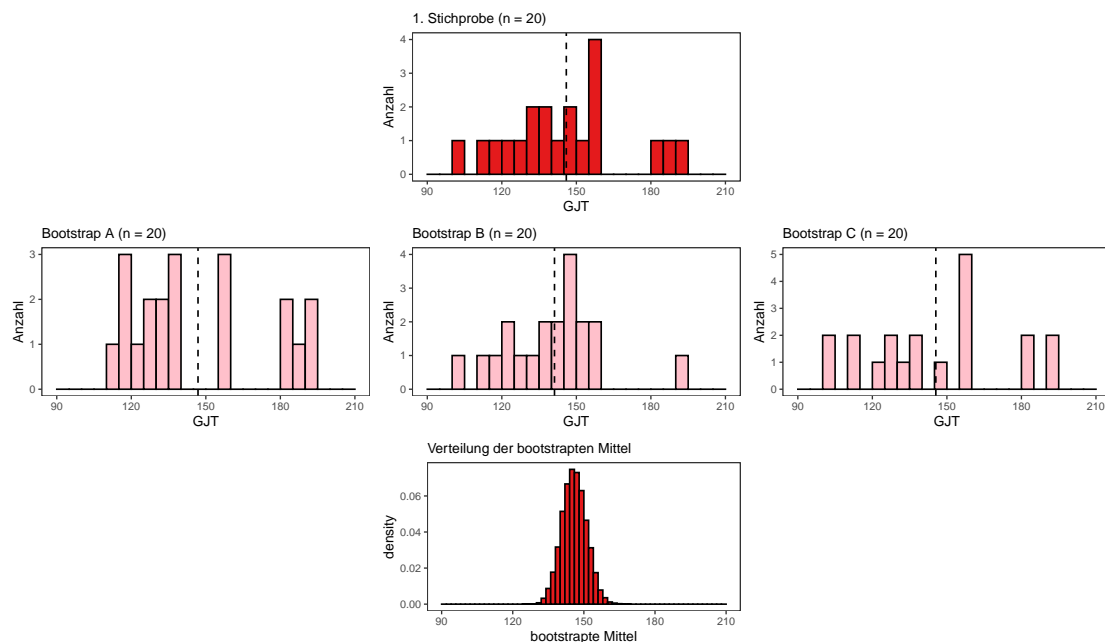 1. Stichprobe (n = 20)
Anzahl
4
3
2
1
0
90 120 150 180 210
GJT
Bootstrap A (n = 20)
Anzahl
3
2
1
0
90 120 150 180 210
GJT
Bootstrap B (n = 20)
Anzahl
4
3
2
1
0
90 120 150 180 210
GJT
Bootstrap C (n = 20)
Anzahl
5
4
3
2
1
0
90 120 150 180 210
GJT
Verteilung der bootstrapten Mittel
density
0.06
0.04
0.02
0.00
90 120 150 180 210
bootstrapte Mittel